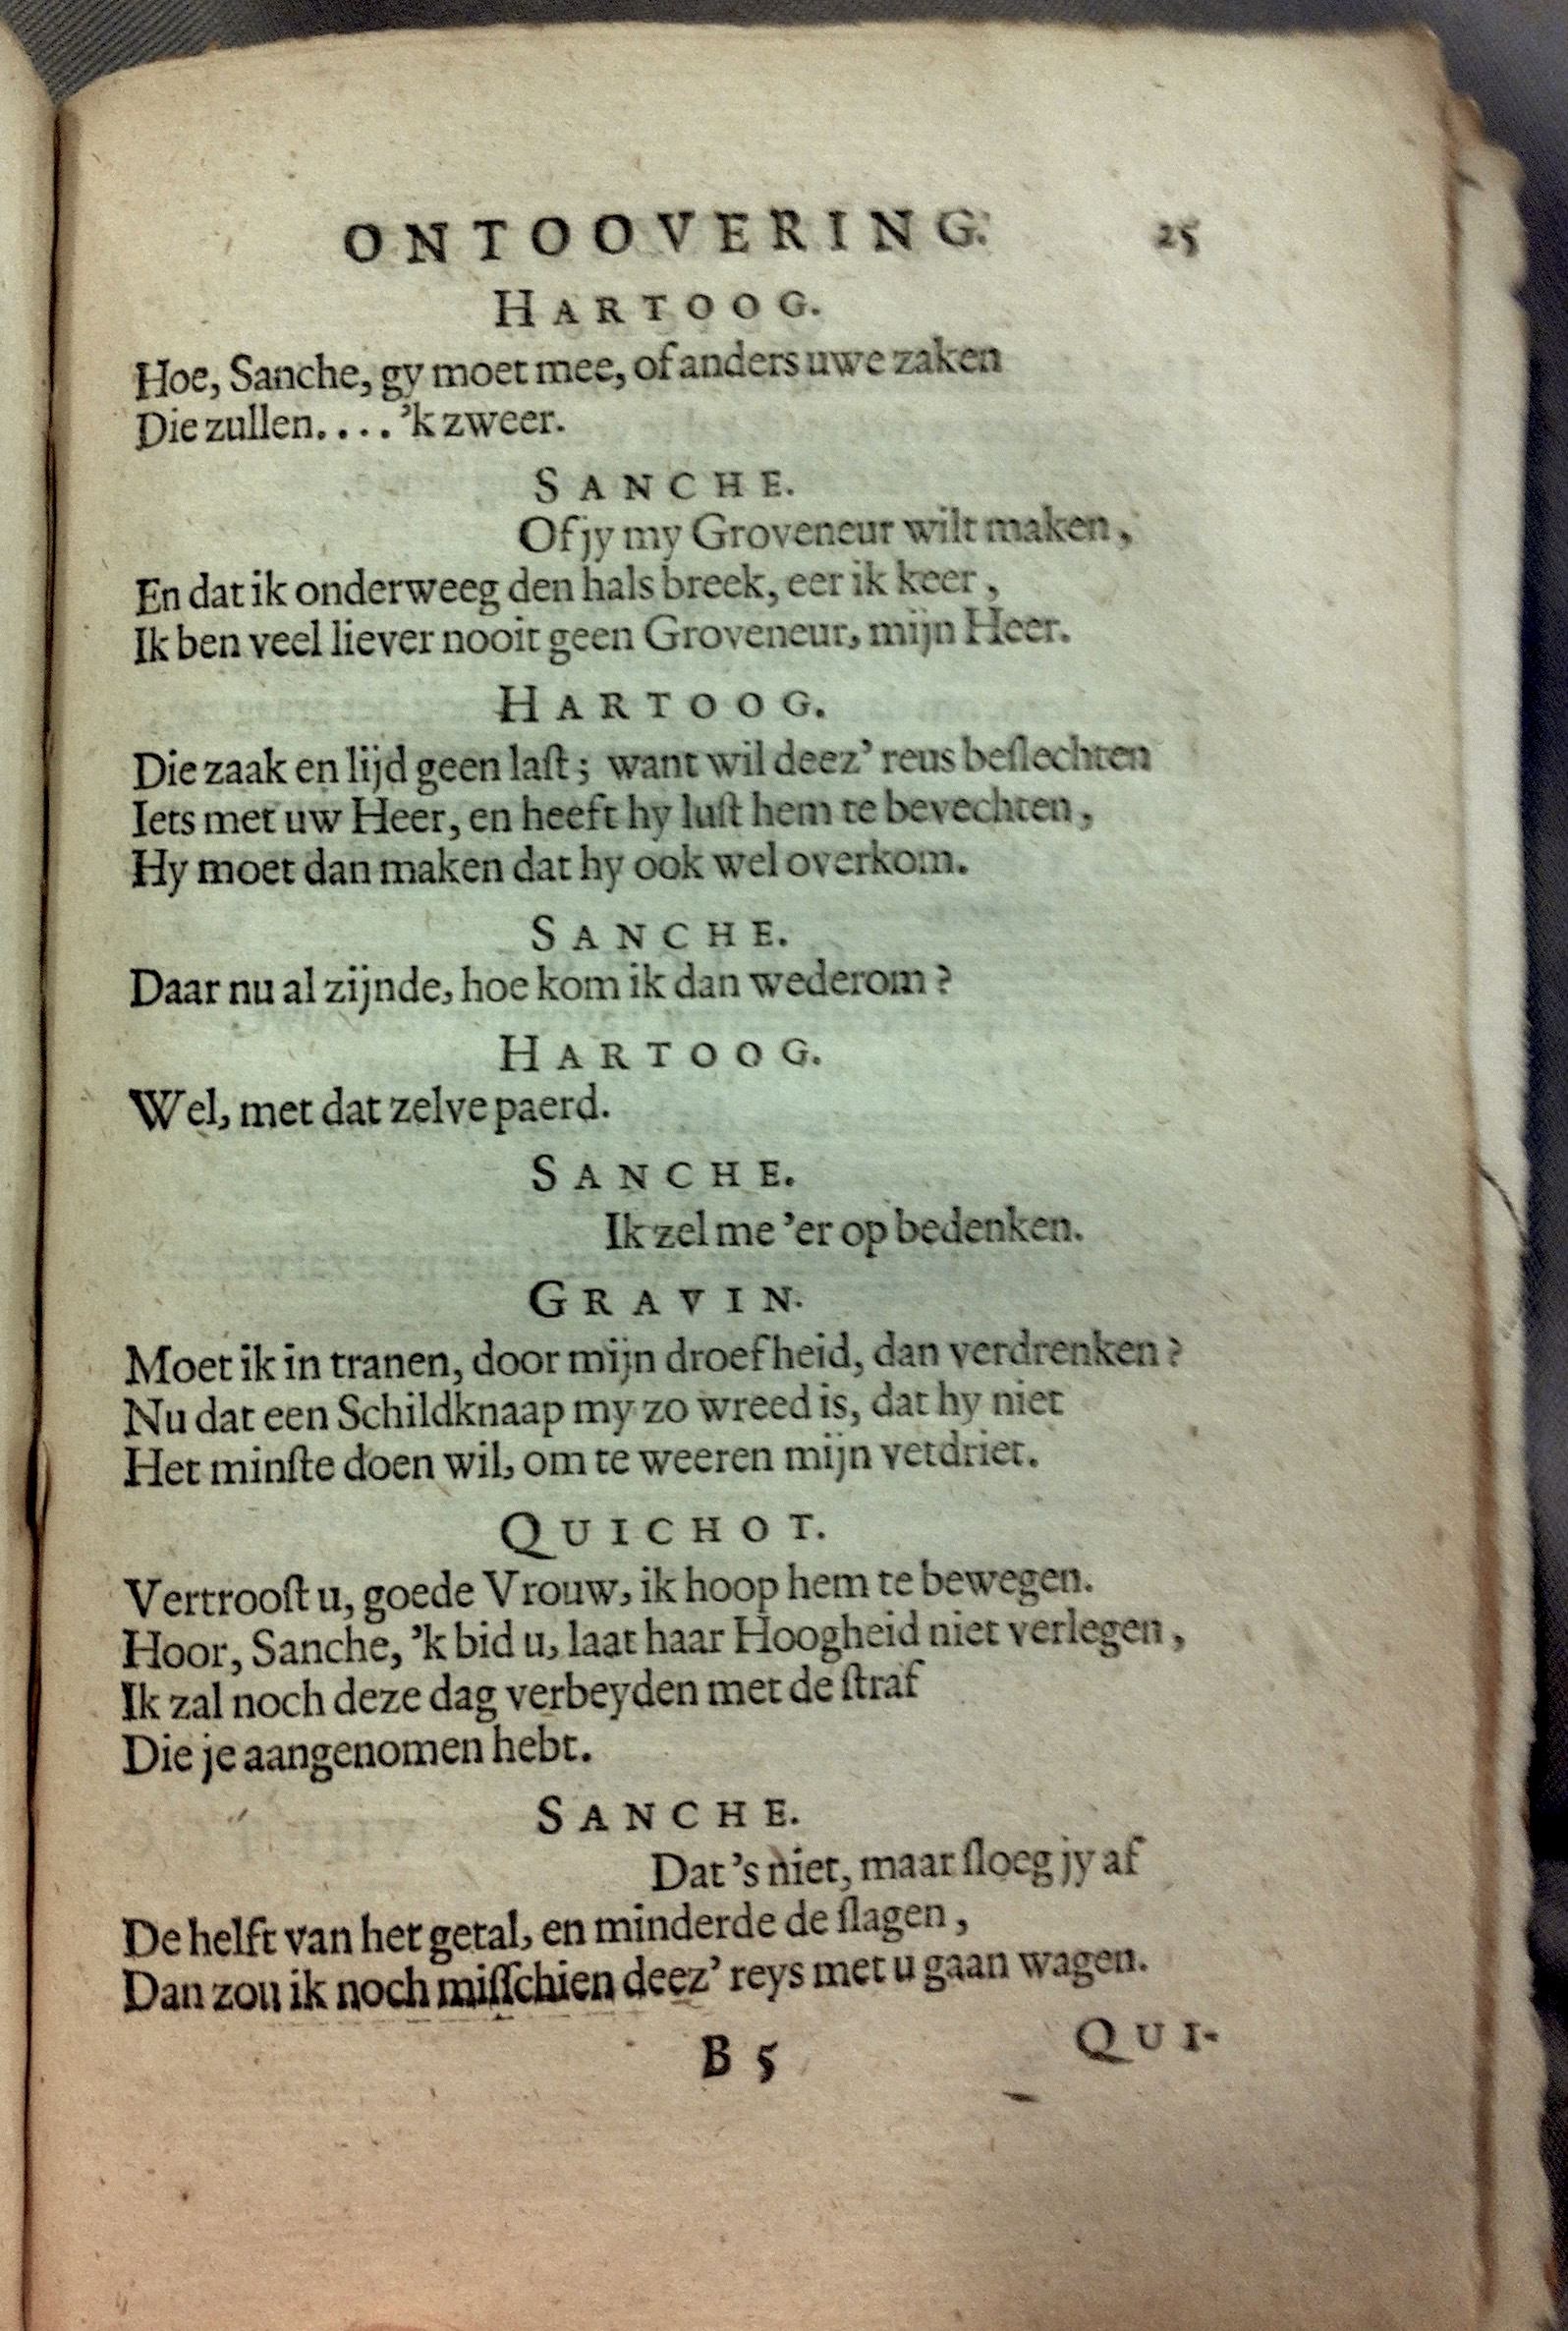 ONTOOVERING. 25
HARTOOG.
Hoe, Sanche, gy moet mee, of anders uwe zaken
Die zullen.... 'k zweer.
SANCHE.
Of jy my Groveneur wilt maken,
En dat ik onderweeg den hals breek, eer ik keer,
Ik ben veel liever nooit geen Groveneur, mijn Heer.
HARTOOG.
Die zaak en lijd geen laſt; want wil deez' reus beſlechten
Iets met uw Heer, en heeft hy luſt hem te bevechten,
Hy moet dan maken dat hy ook wel overkom.
SANCHE.
Daar nu al zijnde, hoe kom ik dan wederom?
HARTOOG.
Wel, met dat zelve paerd.
SANCHE.
Ik zel me 'er op bedenken.
GRAVIN.
Moet ik in tranen, door mijn droefheid, dan verdrenken?
Nu dat een Schildknaap my zo wreed is, dat hy niet
Het minſte doen wil, om te weeren mijn vetdriet.
QUICHOT.
Vertrooſt u, goede Vrouw, ik hoop hem te bewegen.
Hoor, Sanche, 'k bid u, laat haar Hoogheid niet verlegen,
Ik zal noch deze dag verbeyden met de ſtraf
Die je aangenomen hebt.
SANCHE.
Dat 's niet, maar ſloeg jy af
De helft van het getal, en minderde de ſlagen,
Dan zou ik noch miſſchien deez' reys met u gaan wagen.
B 5 QUI-